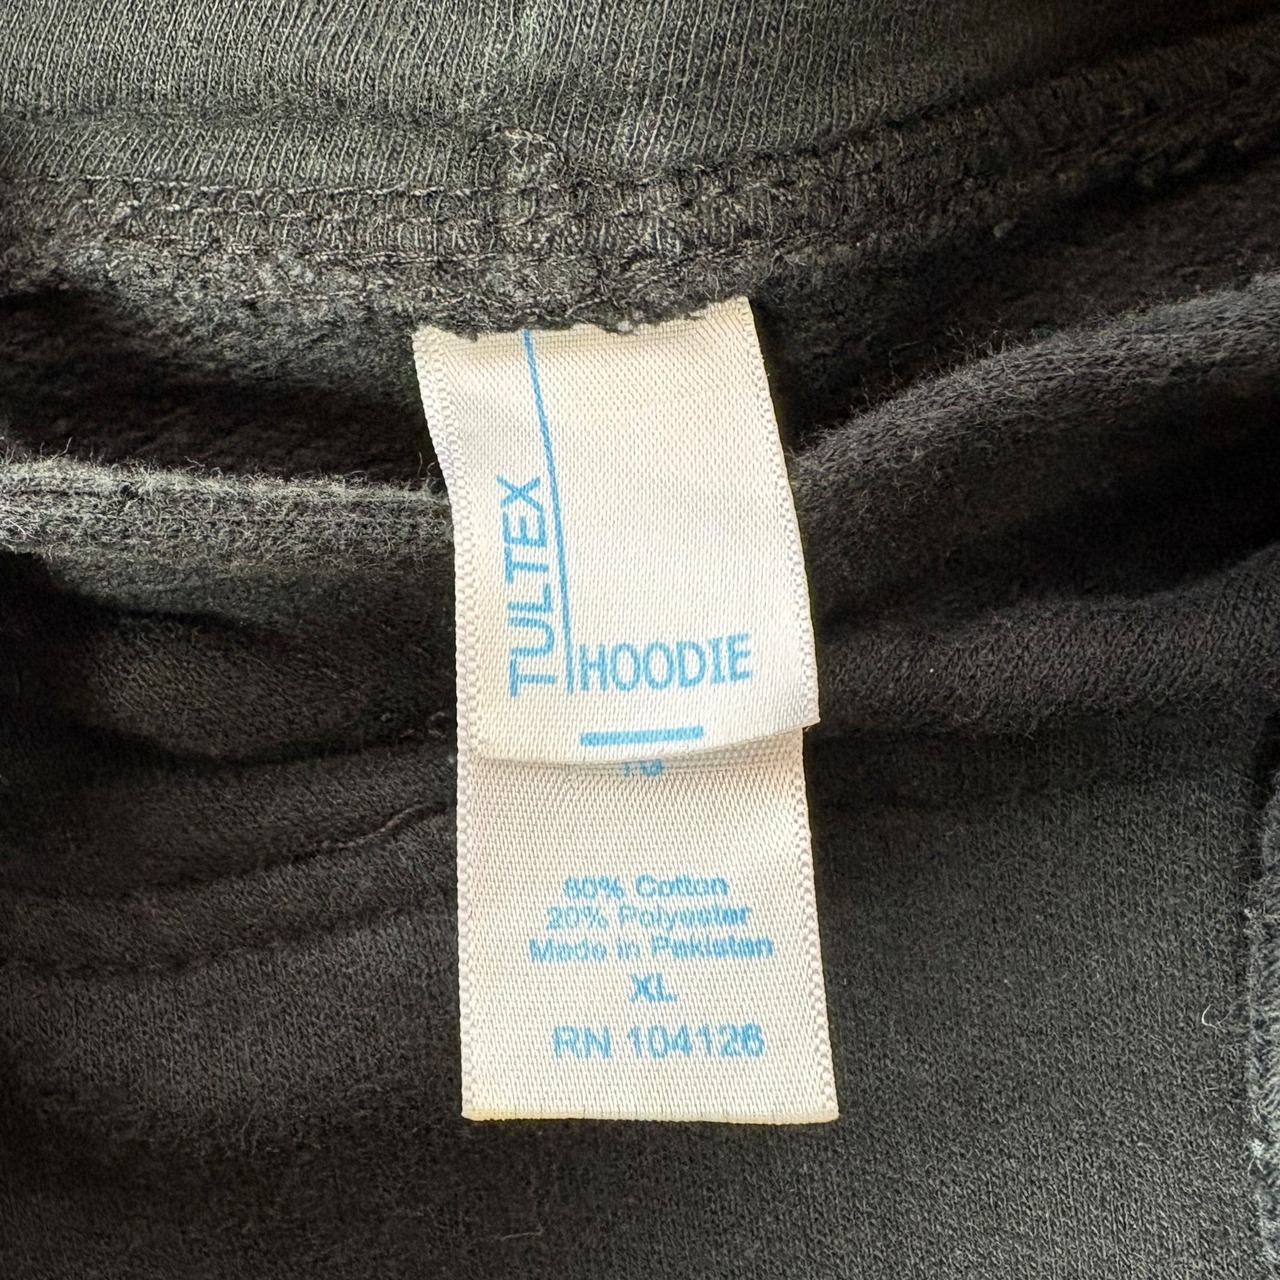 TULTEX
HOODIE
80% Cotton
20% Polyester
Made in Pakistan
XL
RN 104126